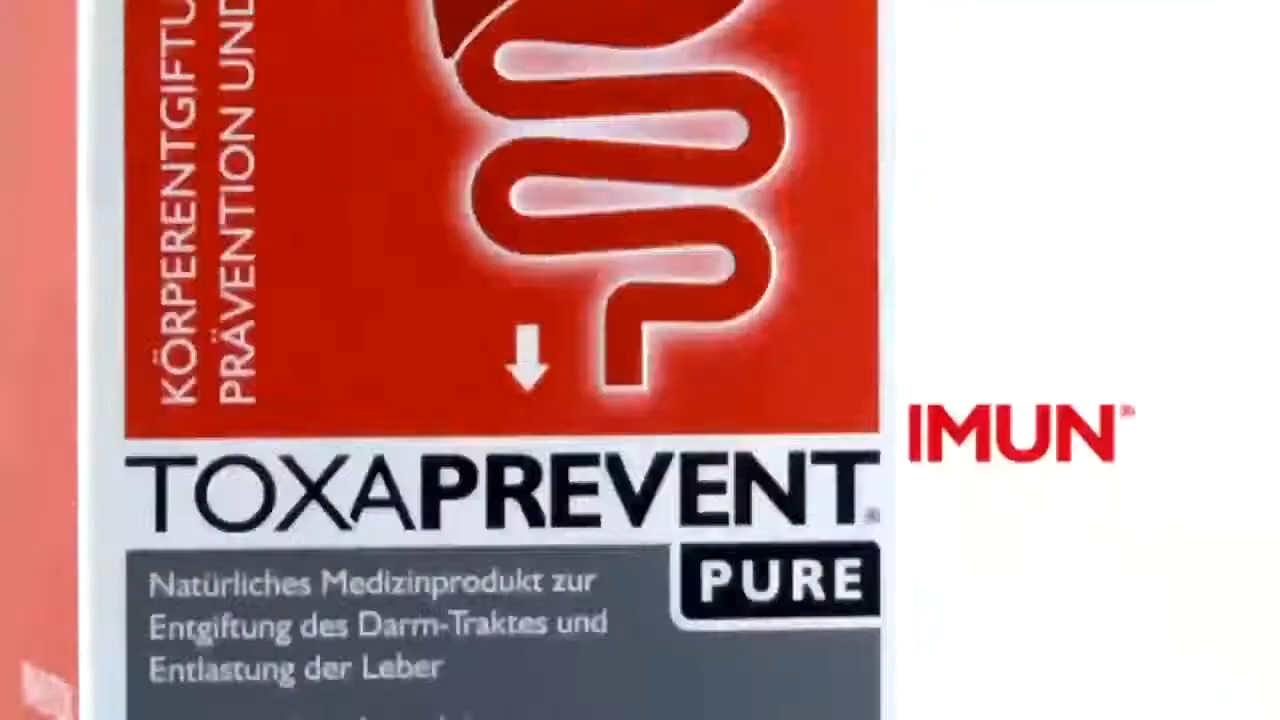 KÖRPERENTGIFTU
PRÄVENTION UND
IMUN®
TOXAPREVENT®
PURE
Natürliches Medizinprodukt zur
Entgiftung des Darm-Traktes und
Entlastung der Leber